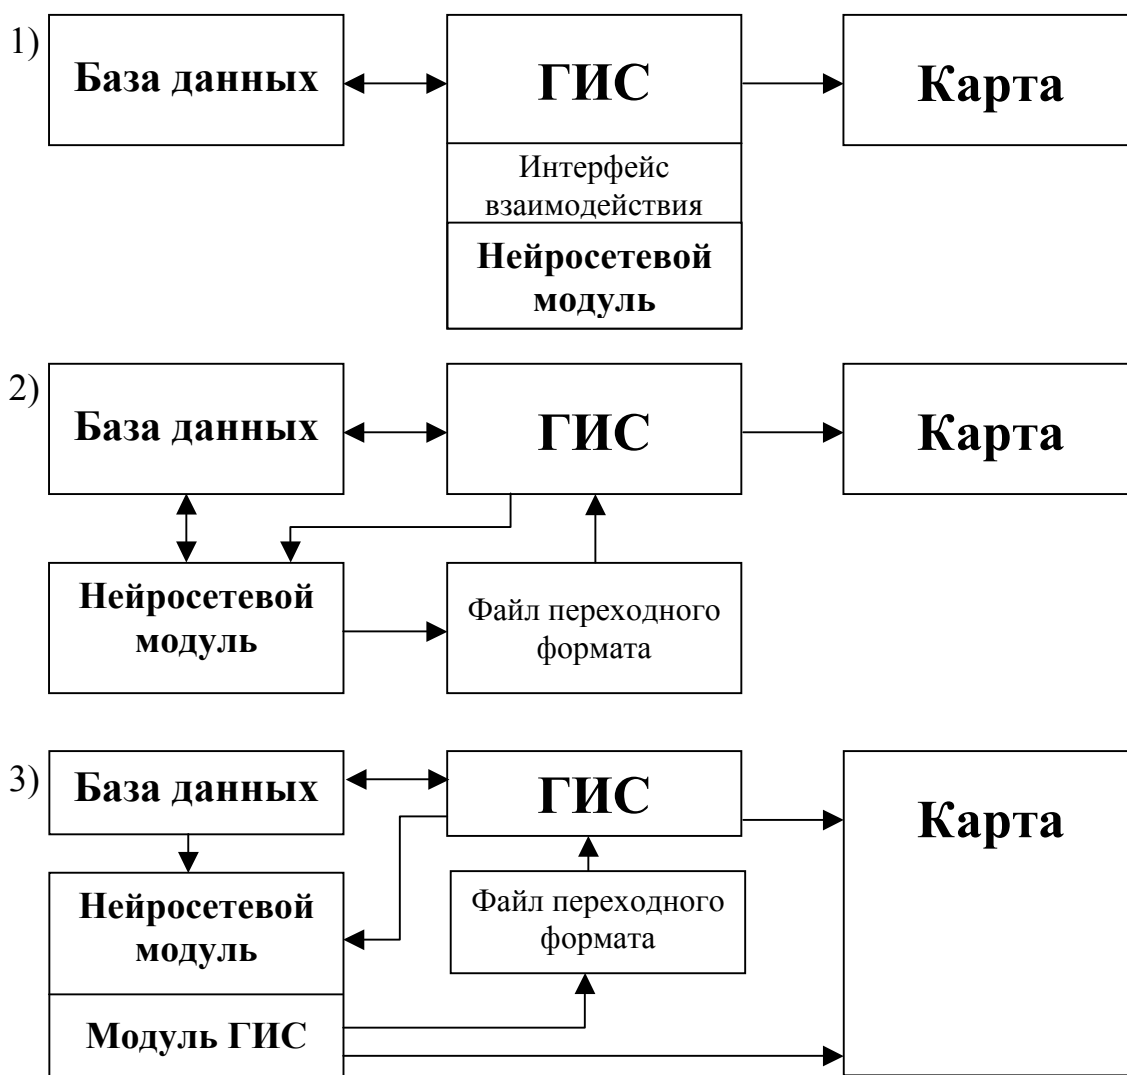 1)
База данных
ГИС
Карта
Интерфейс
взаимодействия
Нейросетевой
модуль
2)
База данных
ГИС
Карта
Нейросетевой
модуль
Файл переходного
формата
3)
База данных
ГИС
Карта
Нейросетевой
модуль
Файл переходного
формата
Модуль ГИС